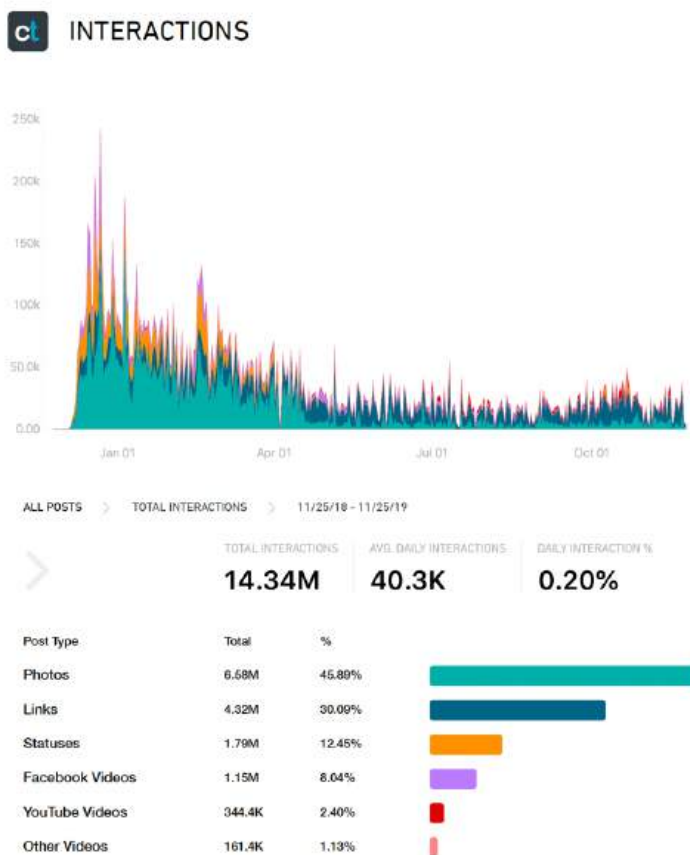 ct INTERACTIONS
250k
200k
150k
100k
50.0k
0.00
Jan 01 Apr 01 Jul 01 Oct 01
ALL POSTS TOTAL INTERACTIONS 11/25/18 - 11/25/19
TOTAL INTERACTIONS AVG. DAILY INTERACTIONS DAILY INTERACTION %
14.34M 40.3K 0.20%
Post Type Total %
Photos 6.58M 45.89%
Links 4.32M 30.09%
Statuses 1.79M 12.45%
Facebook Videos 1.15M 8.04%
YouTube Videos 344.4K 2.40%
Other Videos 161.4K 1.13%